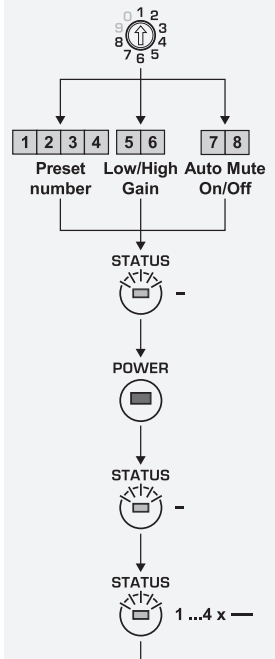 0 1 2
9 3
8 4
7 6 5
1 2 3 4 5 6 7 8
Preset Low/High Auto Mute
number Gain On/Off
STATUS
–
POWER
STATUS
–
STATUS
1 ...4 x —